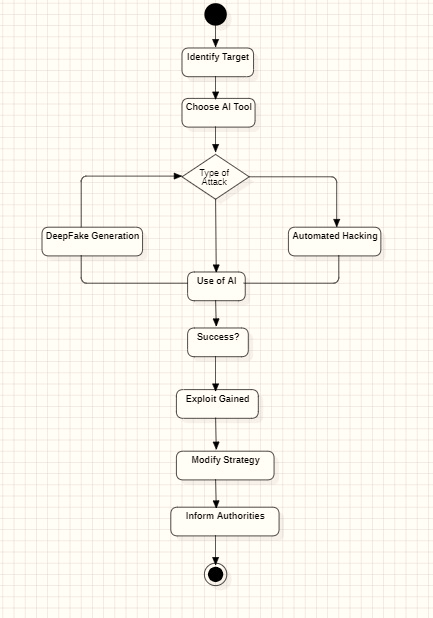 Identify Target
Choose AI Tool
Type of
Attack
DeepFake Generation
Automated Hacking
Use of AI
Success?
Exploit Gained
Modify Strategy
Inform Authorities